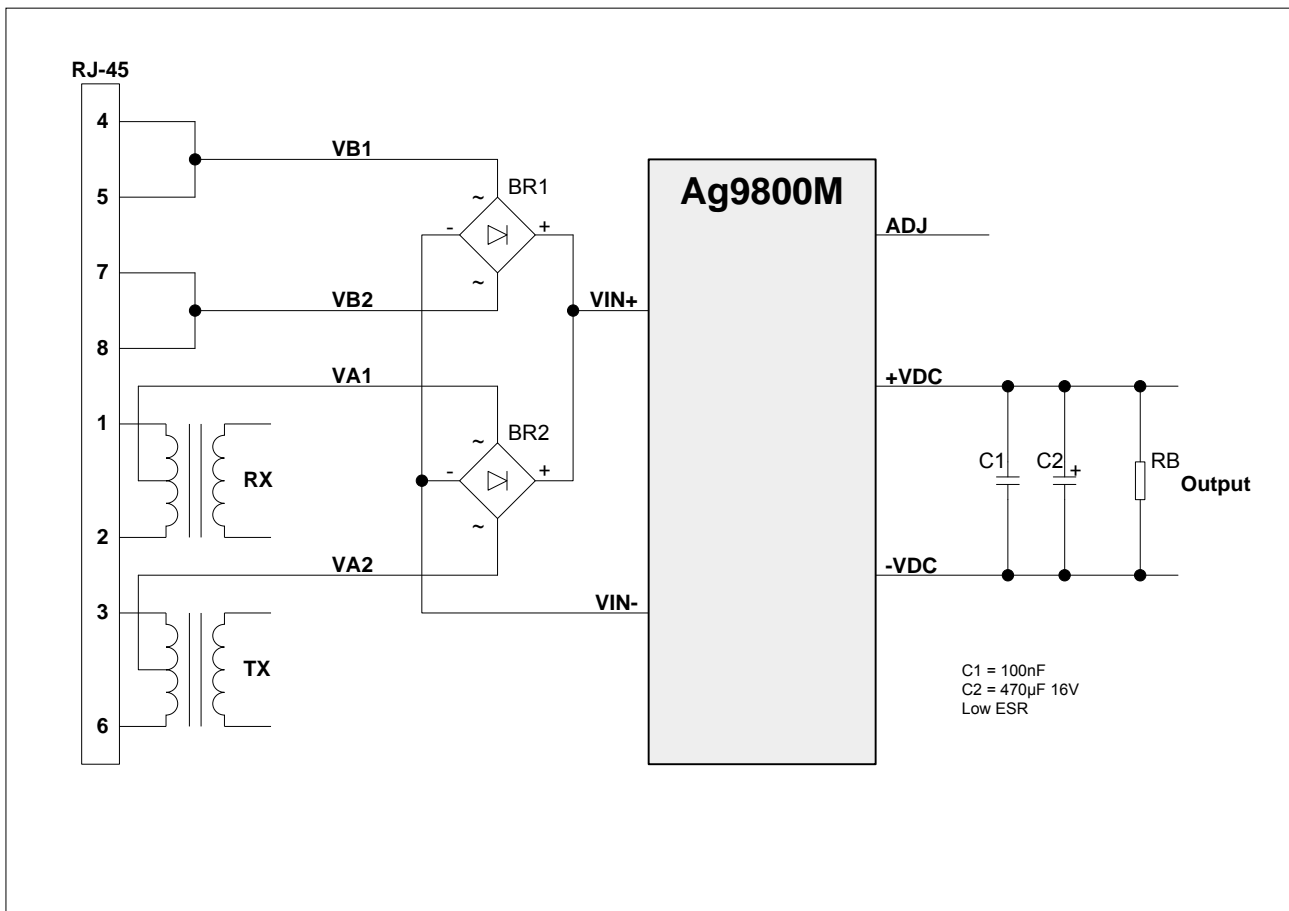 RJ-45
4
5
7
8
1
2
3
6
VB1
VB2
VA1
VA2
RX
TX
BR1
~
-
+
~
BR2
~
-
+
~
VIN+
VIN-
Ag9800M
ADJ
+VDC
-VDC
C1
C2
+
RB
Output
C1 = 100nF
C2 = 470µF 16V
Low ESR